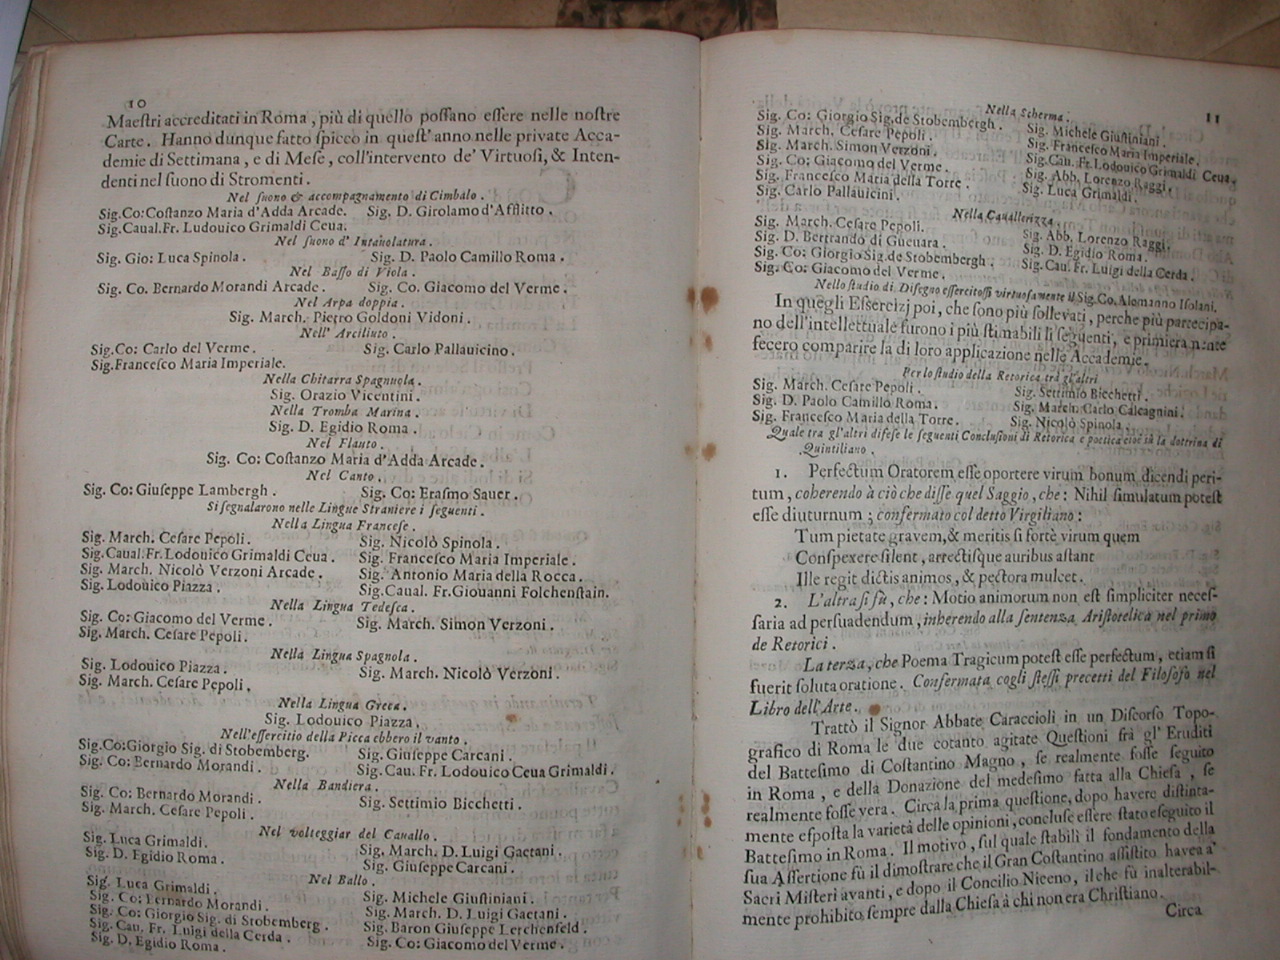 10
Maestri accreditati in Roma, più di quello possano essere nelle nostre
Carte. Hanno dunque fatto spicco in quest'anno nelle private Acca-
demie di Settimana, e di Mese, coll'intervento de' Virtuosi, & Inten-
denti nel suono di Stromenti.
Nel suono & accompagnamento di Cimbalo.
Sig.Co:Costanzo Maria d'Adda Arcade. Sig. D. Girolamo d'Afflitto.
Sig.Caual.Fr. Ludouico Grimaldi Ceua.
Nel suono d'Intauolatura.
Sig. Gio: Luca Spinola. Sig. D. Paolo Camillo Roma.
Nel Basso di Viola.
Sig. Co. Bernardo Morandi Arcade. Sig. Co. Giacomo del Verme.
Nel Arpa doppia.
Sig. March. Pietro Goldoni Vidoni.
Nell' Arciliuto.
Sig.Co: Carlo del Verme. Sig. Carlo Pallauicino.
Sig.Francesco Maria Imperiale.
Nella Chitarra Spagnuola.
Sig. Orazio Vicentini.
Nella Tromba Marina.
Sig. D. Egidio Roma.
Nel Flauto.
Sig. Co: Costanzo Maria d'Adda Arcade.
Nel Canto.
Sig. Co: Giuseppe Lambergh. Sig. Co: Erasmo Sauer.
Si segnalarono nelle Lingue Straniere i seguenti.
Nella Lingua Francese.
Sig. March. Cesare Pepoli. Sig. Nicolò Spinola.
Sig.Caual.Fr.Lodouico Grimaldi Ceua. Sig. Francesco Maria Imperiale.
Sig. March. Nicolò Verzoni Arcade. Sig. Antonio Maria della Rocca.
Sig. Lodouico Piazza. Sig.Caual. Fr.Giouanni Folchenstain.
Nella Lingua Tedesca.
Sig. Co: Giacomo del Verme. Sig. March. Simon Verzoni.
Sig. March. Cesare Pepoli.
Nella Lingua Spagnola.
Sig. Lodouico Piazza. Sig. March. Nicolò Verzoni.
Sig. March. Cesare Pepoli.
Nella Lingua Greca.
Sig. Lodouico Piazza.
Nell'essercitio della Picca ebbero il vanto.
Sig.Co:Giorgio Sig. di Stobemberg. Sig. Giuseppe Carcani.
Sig. Co: Bernardo Morandi. Sig.Cau. Fr. Lodouico Ceua Grimaldi.
Nella Bandiera.
Sig. Co: Bernardo Morandi. Sig. Settimio Bicchetti.
Sig. March. Cesare Pepoli.
Nel volteggiar del Cauallo.
Sig. Luca Grimaldi. Sig. March. D. Luigi Gaetani.
Sig. D. Egidio Roma. Sig. Giuseppe Carcani.
Nel Ballo.
Sig. Luca Grimaldi. Sig. Michele Giustiniani.
Sig. Co: Bernardo Morandi. Sig. March. D. Luigi Gaetani.
Sig. Co: Giorgio Sig. di Strobemberg. Sig. Baron Giuseppe Lerchenfeld.
Sig. Cau. Fr. Luigi della Cerda. Sig. Co: Giacomo del Verme.
Sig. D. Egidio Roma.
11
Nella Scherma.
Sig. Co: Giorgio Sig.de Stobembergh. Sig. Michele Giustiniani.
Sig. March. Cesare Pepoli. Sig. Francesco Maria Imperiale.
Sig. March. Simon Verzoni. Sig.Cau. Fr.Lodouico Grimaldi Ceua.
Sig. Co: Giacomo del Verme. Sig. Abb. Lorenzo Raggi.
Sig. Francesco Maria della Torre. Sig. Luca Grimaldi.
Sig. Carlo Pallauicini.
Nella Cauallerizza.
Sig. March. Cesare Pepoli. Sig. Abb. Lorenzo Raggi.
Sig. D. Bertrando di Gueuara. Sig. D. Egidio Roma.
Sig. Co: Giorgio Sig.de Stobembergh. Sig. Cau. Fr. Luigi della Cerda.
Sig. Co: Giacomo del Verme.
Nello studio di Disegno essercitossi virtuosamente il Sig.Co. Alemanno Isolani.
In quegli Essercizj poi, che sono più solleuati, perche più partecipa-
no dell'intellettuale furono i più stimabili li seguenti, e primieramente
fecero comparire la di loro applicazione nelle Accademie.
Per lo studio della Retorica tra gl'altri
Sig. March. Cesare Pepoli. Sig. Settimio Bicchetti.
Sig. D. Paolo Camillo Roma. Sig. March. Carlo Calcagnini.
Sig. Francesco Maria della Torre. Sig. Nicolò Spinola.
Quale tra gl'altri difese le seguenti Conclusioni di Retorica e poetica cioè in la dottrina di
Quintiliano.
1. Perfectum Oratorem esse oportere virum bonum dicendi peri-
tum, coherendo à ciò che disse quel Saggio, che: Nihil simulatum potest
esse diuturnum; confermato col detto Virgiliano:
Tum pietate gravem,& meritis si fortè virum quem
Conspexere silent, arrectisque auribus astant
Ille regit dictis animos, & pectora mulcet.
2. L'altra si fù, che: Motio animorum non est simpliciter neces-
saria ad persuadendum, inherendo alla sentenza Aristotelica nel primo
de Retorici.
La terza, che Poema Tragicum potest esse perfectum, etiam si
fuerit soluta oratione. Confermata cogli stessi precetti del Filosofo nel
Libro dell'Arte.
Trattò il Signor Abbate Caraccioli in un Discorso Topo-
grafico di Roma le due cotanto agitate Questioni frà gl' Eruditi
del Battesimo di Costantino Magno, se realmente fosse seguito
in Roma, e della Donazione del medesimo fatta alla Chiesa, se
realmente fosse vera. Circa la prima questione, dopo havere distinta-
mente esposta la varietà delle opinioni, concluse essere stato eseguito il
Battesimo in Roma. Il motivo, sul quale stabilì il fondamento della
sua Assertione fù il dimostrare che il Gran Costantino assistito havea a'
Sacri Misteri avanti, e dopo il Concilio Niceno, il che fù inalterabil-
mente prohibito sempre dalla Chiesa à chi non era Christiano.
Circa